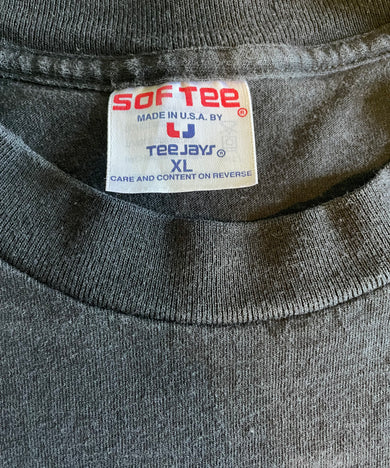 SOF TEE®
MADE IN U.S.A. BY
TEE JAYS®
XL
CARE AND CONTENT ON REVERSE